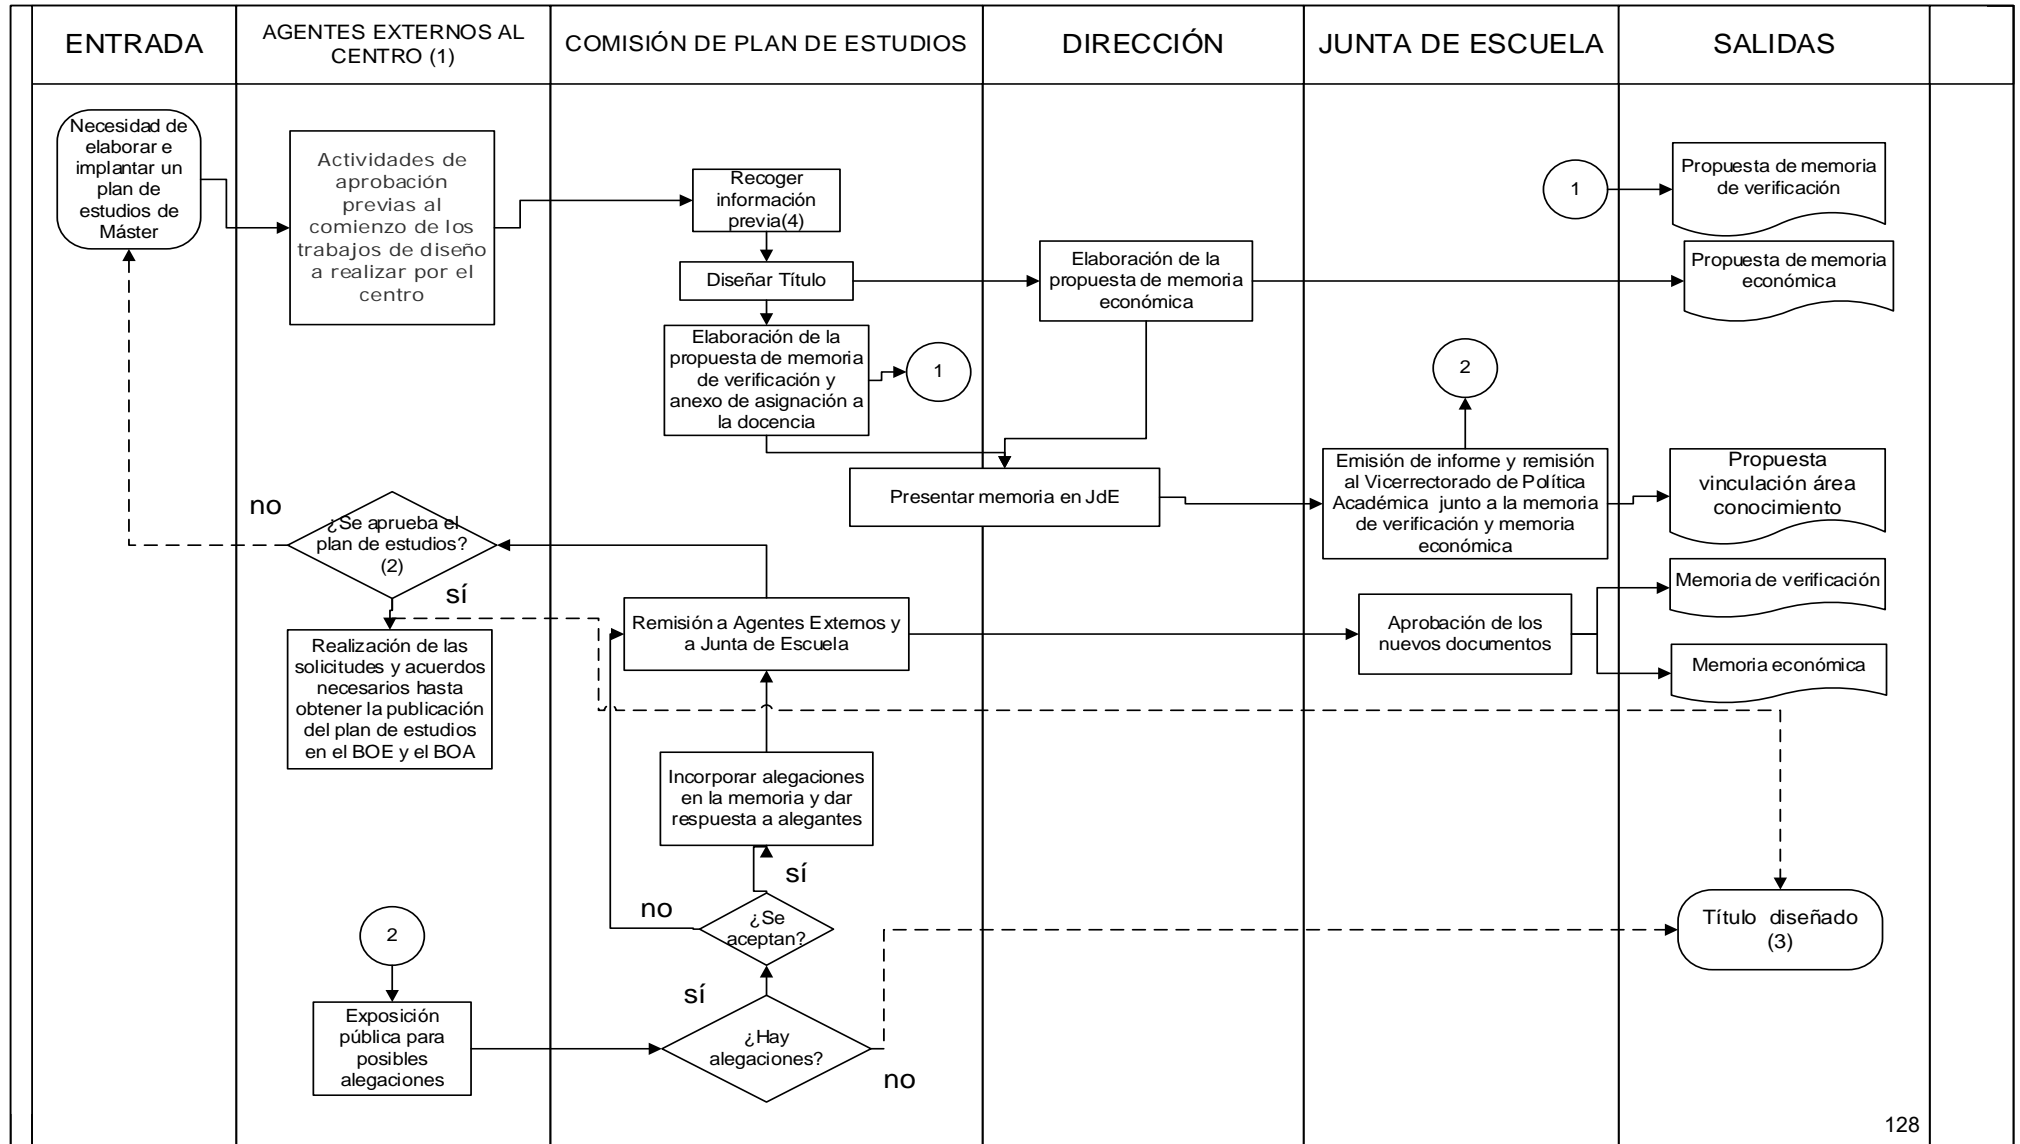 ENTRADA
AGENTES EXTERNOS AL
CENTRO (1)
COMISIÓN DE PLAN DE ESTUDIOS
DIRECCIÓN
JUNTA DE ESCUELA
SALIDAS
Necesidad de
elaborar e
implantar un
plan de
estudios de
Máster
Actividades de
aprobación
previas al
comienzo de los
trabajos de diseño
a realizar por el
centro
Recoger
información
previa(4)
Diseñar Título
Elaboración de la
propuesta de memoria
de verificación y
anexo de asignación a
la docencia
1
Elaboración de la
propuesta de memoria
económica
1
Propuesta de memoria
de verificación
Propuesta de memoria
económica
2
Presentar memoria en JdE
Emisión de informe y remisión
al Vicerrectorado de Política
Académica junto a la memoria
de verificación y memoria
económica
Propuesta
vinculación área
conocimiento
no
¿Se aprueba el
plan de estudios?
(2)
sí
Realización de las
solicitudes y acuerdos
necesarios hasta
obtener la publicación
del plan de estudios
en el BOE y el BOA
Remisión a Agentes Externos y
a Junta de Escuela
Aprobación de los
nuevos documentos
Memoria de verificación
Memoria económica
Incorporar alegaciones
en la memoria y dar
respuesta a alegantes
sí
no
¿Se
aceptan?
Título diseñado
(3)
2
Exposición
pública para
posibles
alegaciones
sí
¿Hay
alegaciones?
no
128